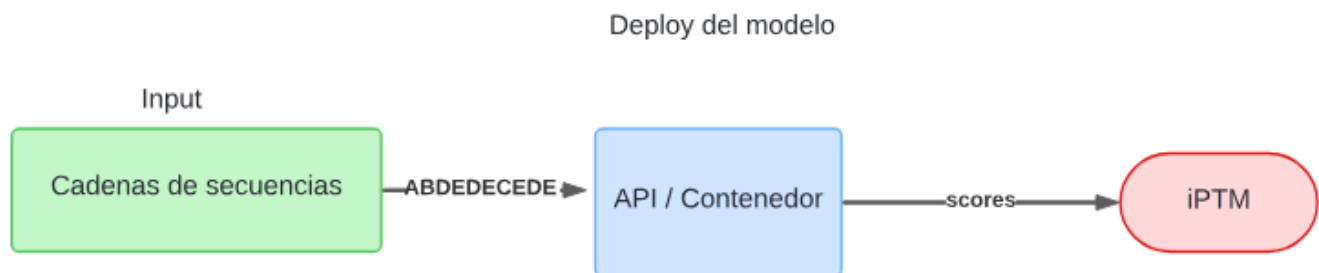 Deploy del modelo
Input
Cadenas de secuencias
ABDEDECEDE
API / Contenedor
scores
iPTM